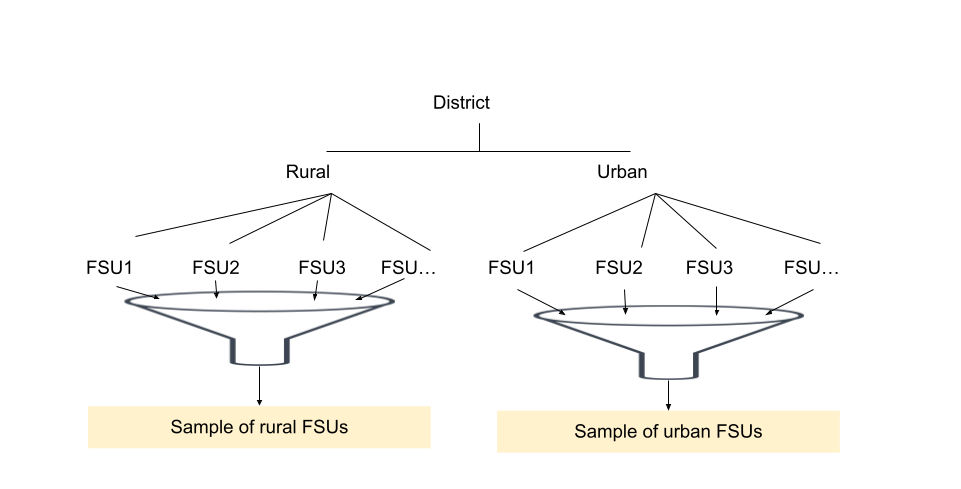 District
Rural
Urban
FSU1
FSU2
FSU3
FSU...
FSU1
FSU2
FSU3
FSU...
Sample of rural FSUs
Sample of urban FSUs